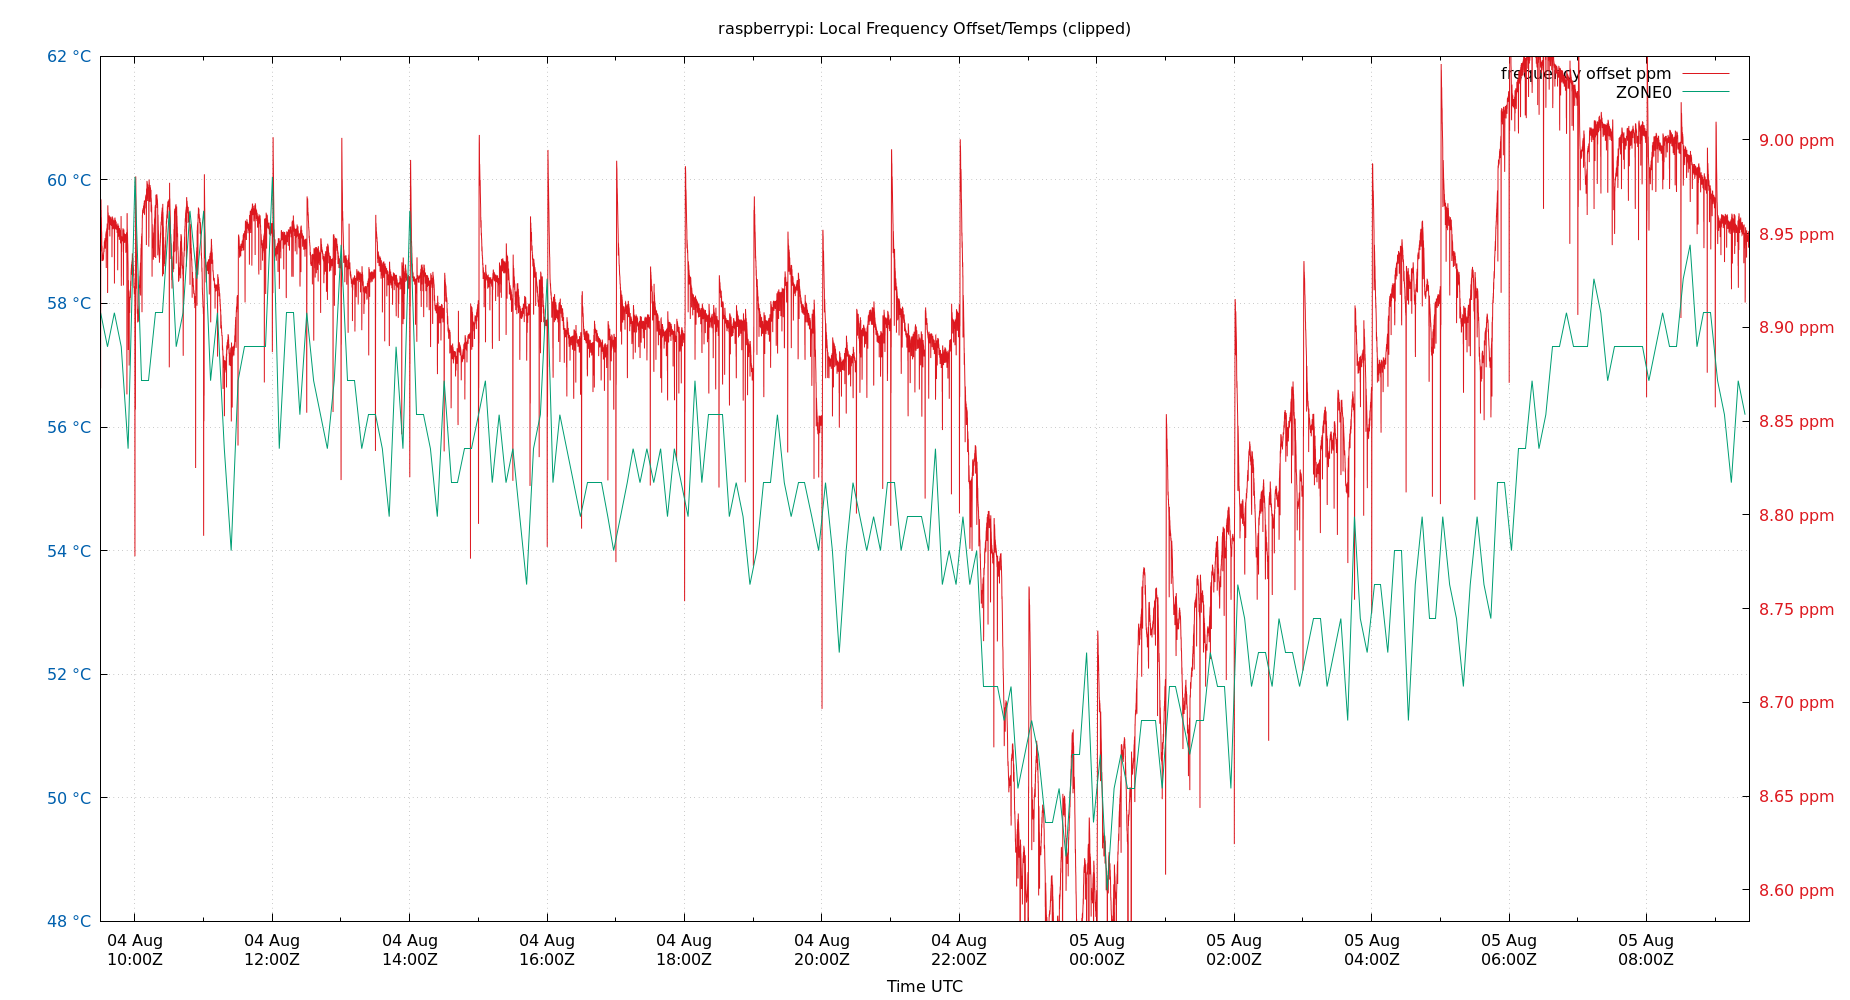 raspberrypi: Local Frequency Offset/Temps (clipped)
frequency offset ppm
ZONE0
62 °C
60 °C
58 °C
56 °C
54 °C
52 °C
50 °C
48 °C
9.00 ppm
8.95 ppm
8.90 ppm
8.85 ppm
8.80 ppm
8.75 ppm
8.70 ppm
8.65 ppm
8.60 ppm
04 Aug
10:00Z
04 Aug
12:00Z
04 Aug
14:00Z
04 Aug
16:00Z
04 Aug
18:00Z
04 Aug
20:00Z
04 Aug
22:00Z
05 Aug
00:00Z
05 Aug
02:00Z
05 Aug
04:00Z
05 Aug
06:00Z
05 Aug
08:00Z
Time UTC